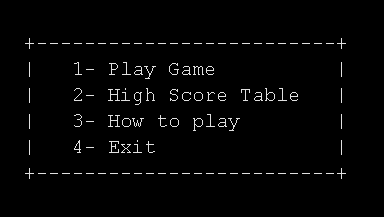 +-------------------------+
|   1- Play Game          |
|   2- High Score Table   |
|   3- How to play        |
|   4- Exit               |
+-------------------------+